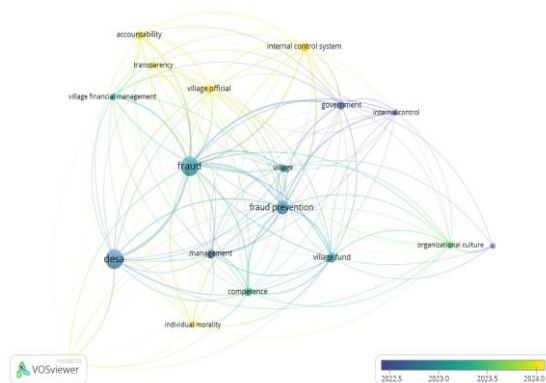 accountability
internal control system
transparency
village official
village financial management
government
internal control
fraud
village
fraud prevention
organizational culture
desa
management
village fund
competence
individual morality
VOSviewer
2022.5 2023.0 2023.5 2024.0